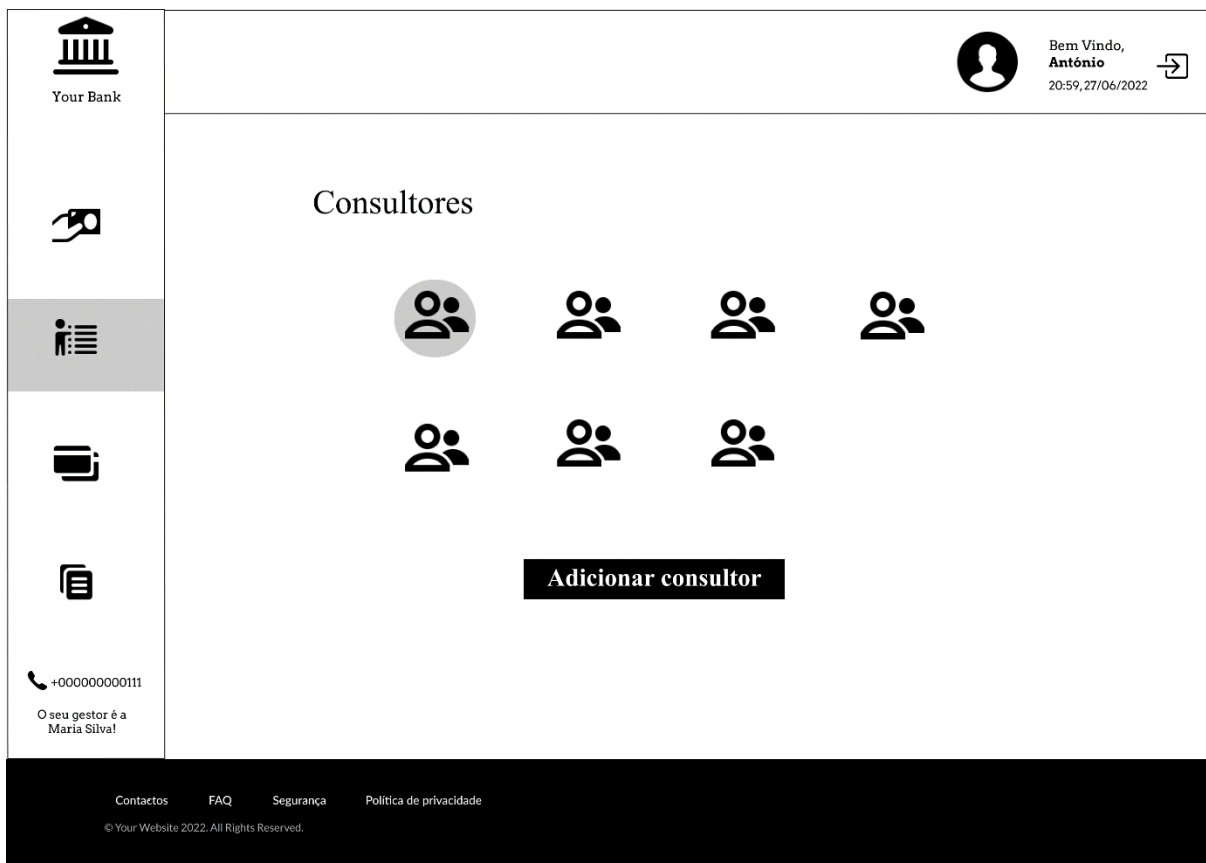 Your Bank
Bem Vindo,
António
20:59, 27/06/2022
Consultores
Adicionar consultor
+000000000111
O seu gestor é a
Maria Silva!
Contactos FAQ Segurança Política de privacidade
© Your Website 2022. All Rights Reserved.